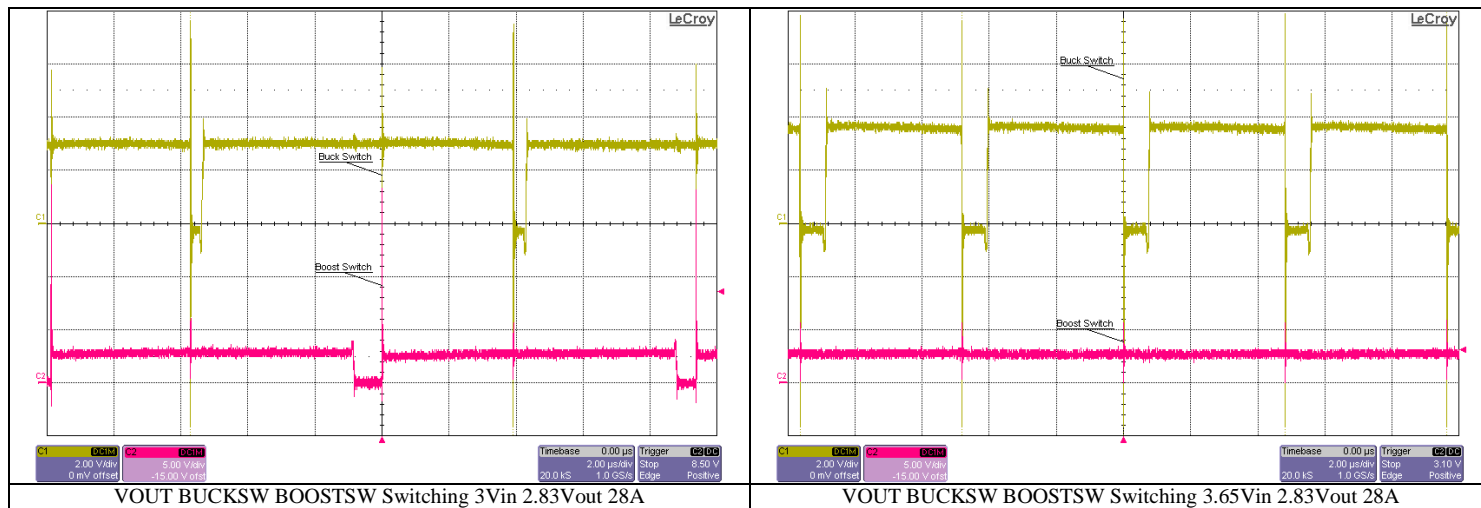 LeCroy
Buck Switch
C1
Boost Switch
C2
C1 DC1M
2.00 V/div
0 mV offset
C2 DC1M
5.00 V/div
-15.00 V ofst
Timebase 0.00 µs
2.00 µs/div
20.0 kS 1.0 GS/s
Trigger C2 DC
Stop 8.50 V
Edge Positive
VOUT BUCKSW BOOSTSW Switching 3Vin 2.83Vout 28A
LeCroy
Buck Switch
C1
Boost Switch
C2
C1 DC1M
2.00 V/div
0 mV offset
C2 DC1M
5.00 V/div
-15.00 V ofst
Timebase 0.00 µs
2.00 µs/div
20.0 kS 1.0 GS/s
Trigger C2 DC
Stop 3.10 V
Edge Positive
VOUT BUCKSW BOOSTSW Switching 3.65Vin 2.83Vout 28A